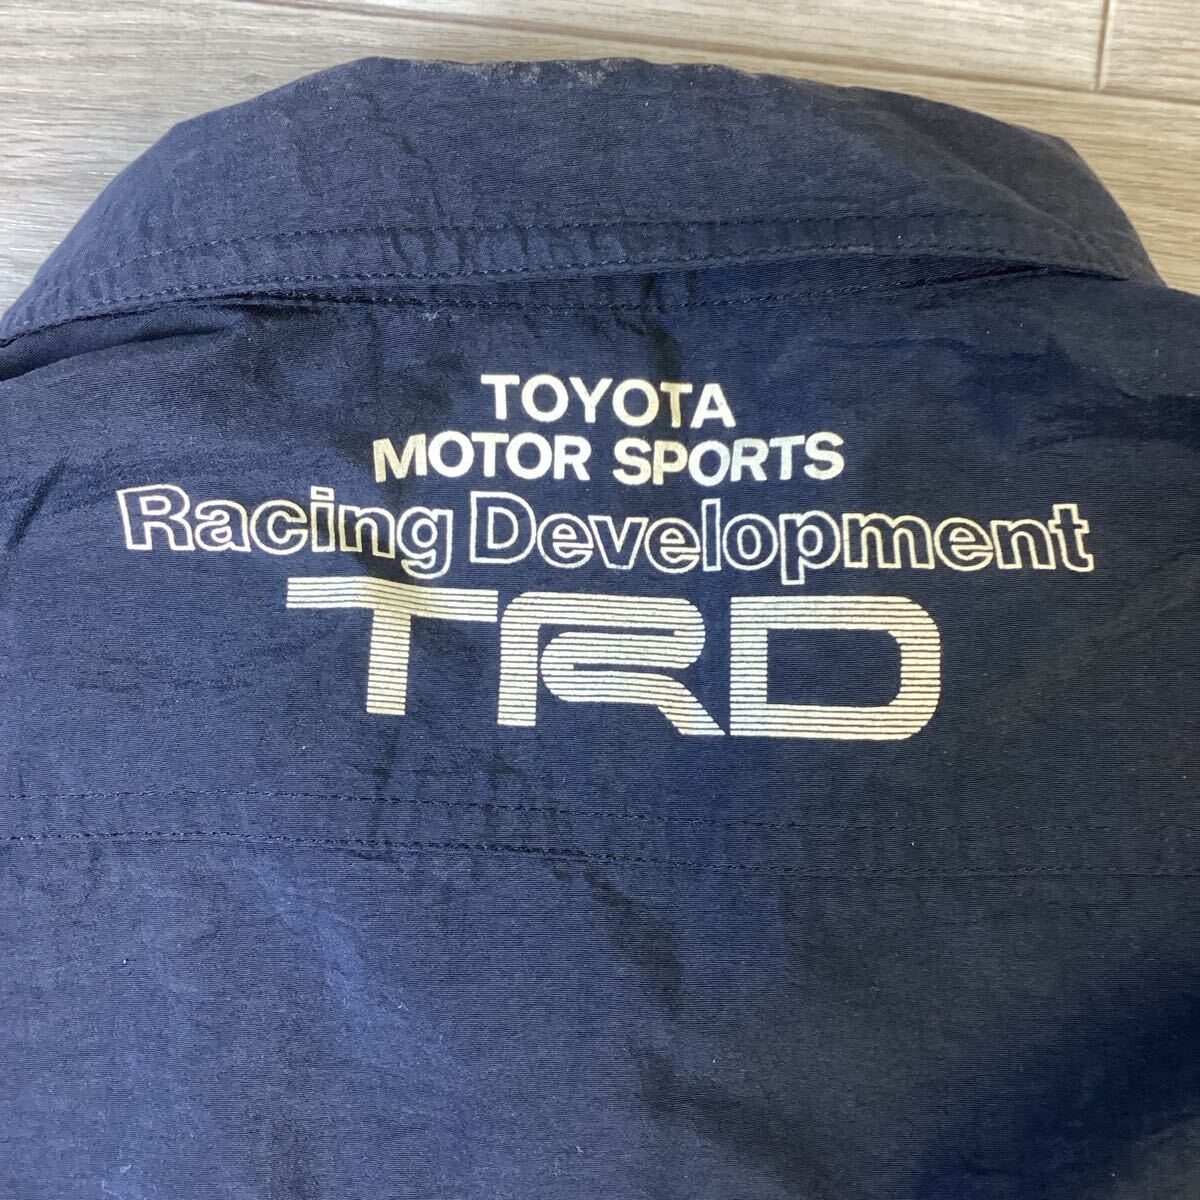 TOYOTA
MOTOR SPORTS
Racing Development
TRD